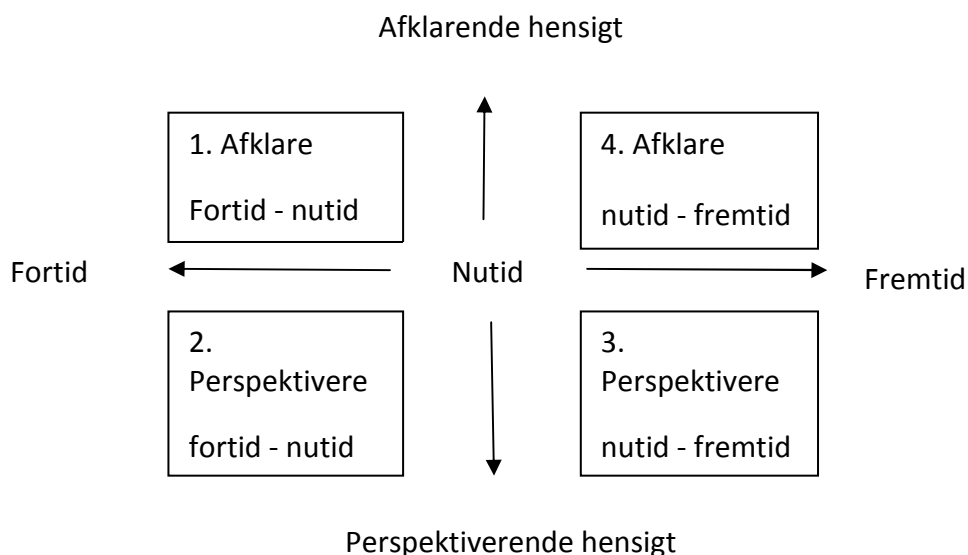 Afklarende hensigt
1. Afklare
Fortid - nutid
4. Afklare
nutid - fremtid
Fortid
Nutid
Fremtid
2.
Perspektivere
fortid - nutid
3.
Perspektivere
nutid - fremtid
Perspektiverende hensigt